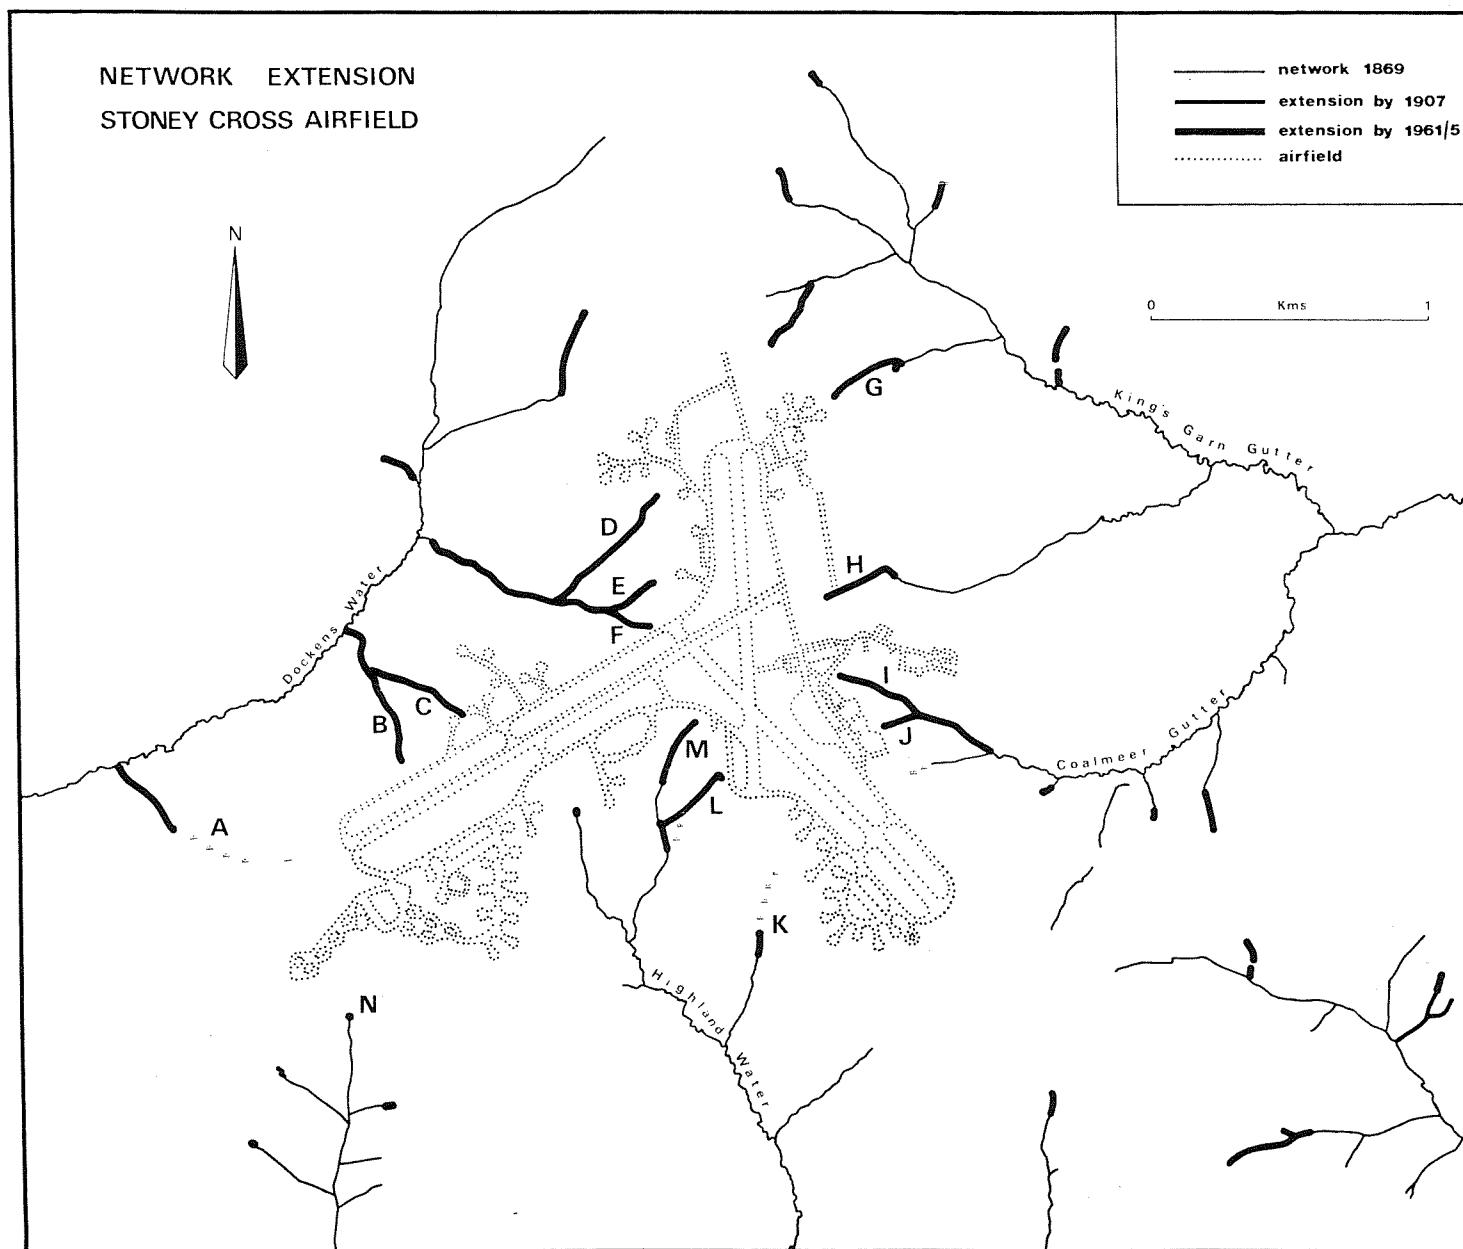 NETWORK EXTENSION
STONEY CROSS AIRFIELD
network 1869
extension by 1907
extension by 1961/5
airfield
N
0 Kms 1
King's Garn Gutter
G
D
H
E
F
Dockens Water
I
C
B
J
M
Coalmeer Gutter
L
A
K
Highland Water
N